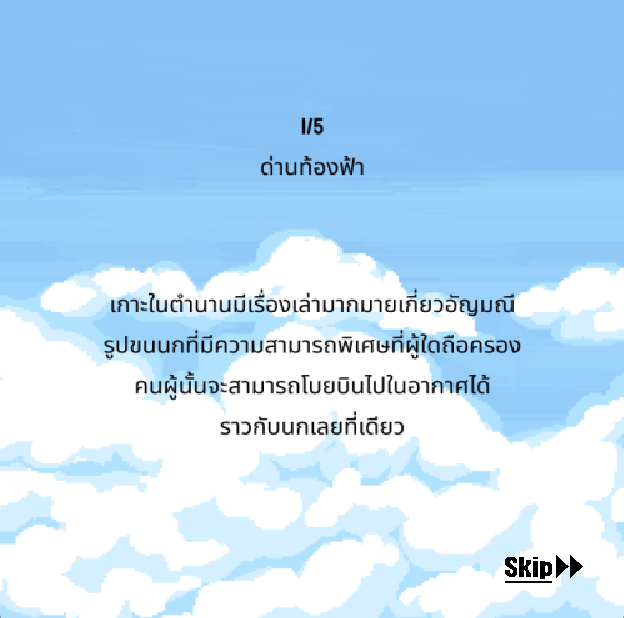 1/5
ด่านท้องฟ้า
เกาะในตำนานมีเรื่องเล่ามากมายเกี่ยวอัญมณี
รูปขนนกที่มีความสามารถพิเศษที่ผู้ใดถือครอง
คนผู้นั้นจะสามารถโบยบินไปในอากาศได้
ราวกับนกเลยที่เดียว
Skip